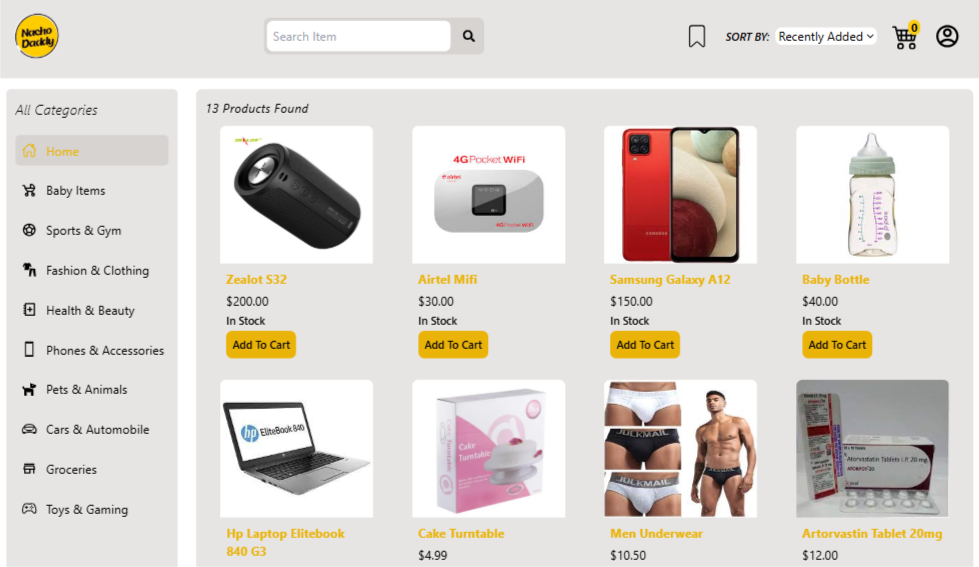 Nacho
Daddy
Search Item
SORT BY:
Recently Added
0
All Categories
Home
Baby Items
Sports & Gym
Fashion & Clothing
Health & Beauty
Phones & Accessories
Pets & Animals
Cars & Automobile
Groceries
Toys & Gaming
13 Products Found
4G Pocket WiFi
airtel
4G Pocket WiFi
SAMSUNG
Zealot S32
$200.00
In Stock
Add To Cart
Airtel Mifi
$30.00
In Stock
Add To Cart
Samsung Galaxy A12
$150.00
In Stock
Add To Cart
Baby Bottle
$40.00
In Stock
Add To Cart
hp EliteBook 840
Cake
Turntable
JOCKMAIL
JOCKMAIL
Atorvastatin Tablets I.P. 20 mg
Hp Laptop Elitebook
840 G3
Cake Turntable
$4.99
Men Underwear
$10.50
Artorvastin Tablet 20mg
$12.00